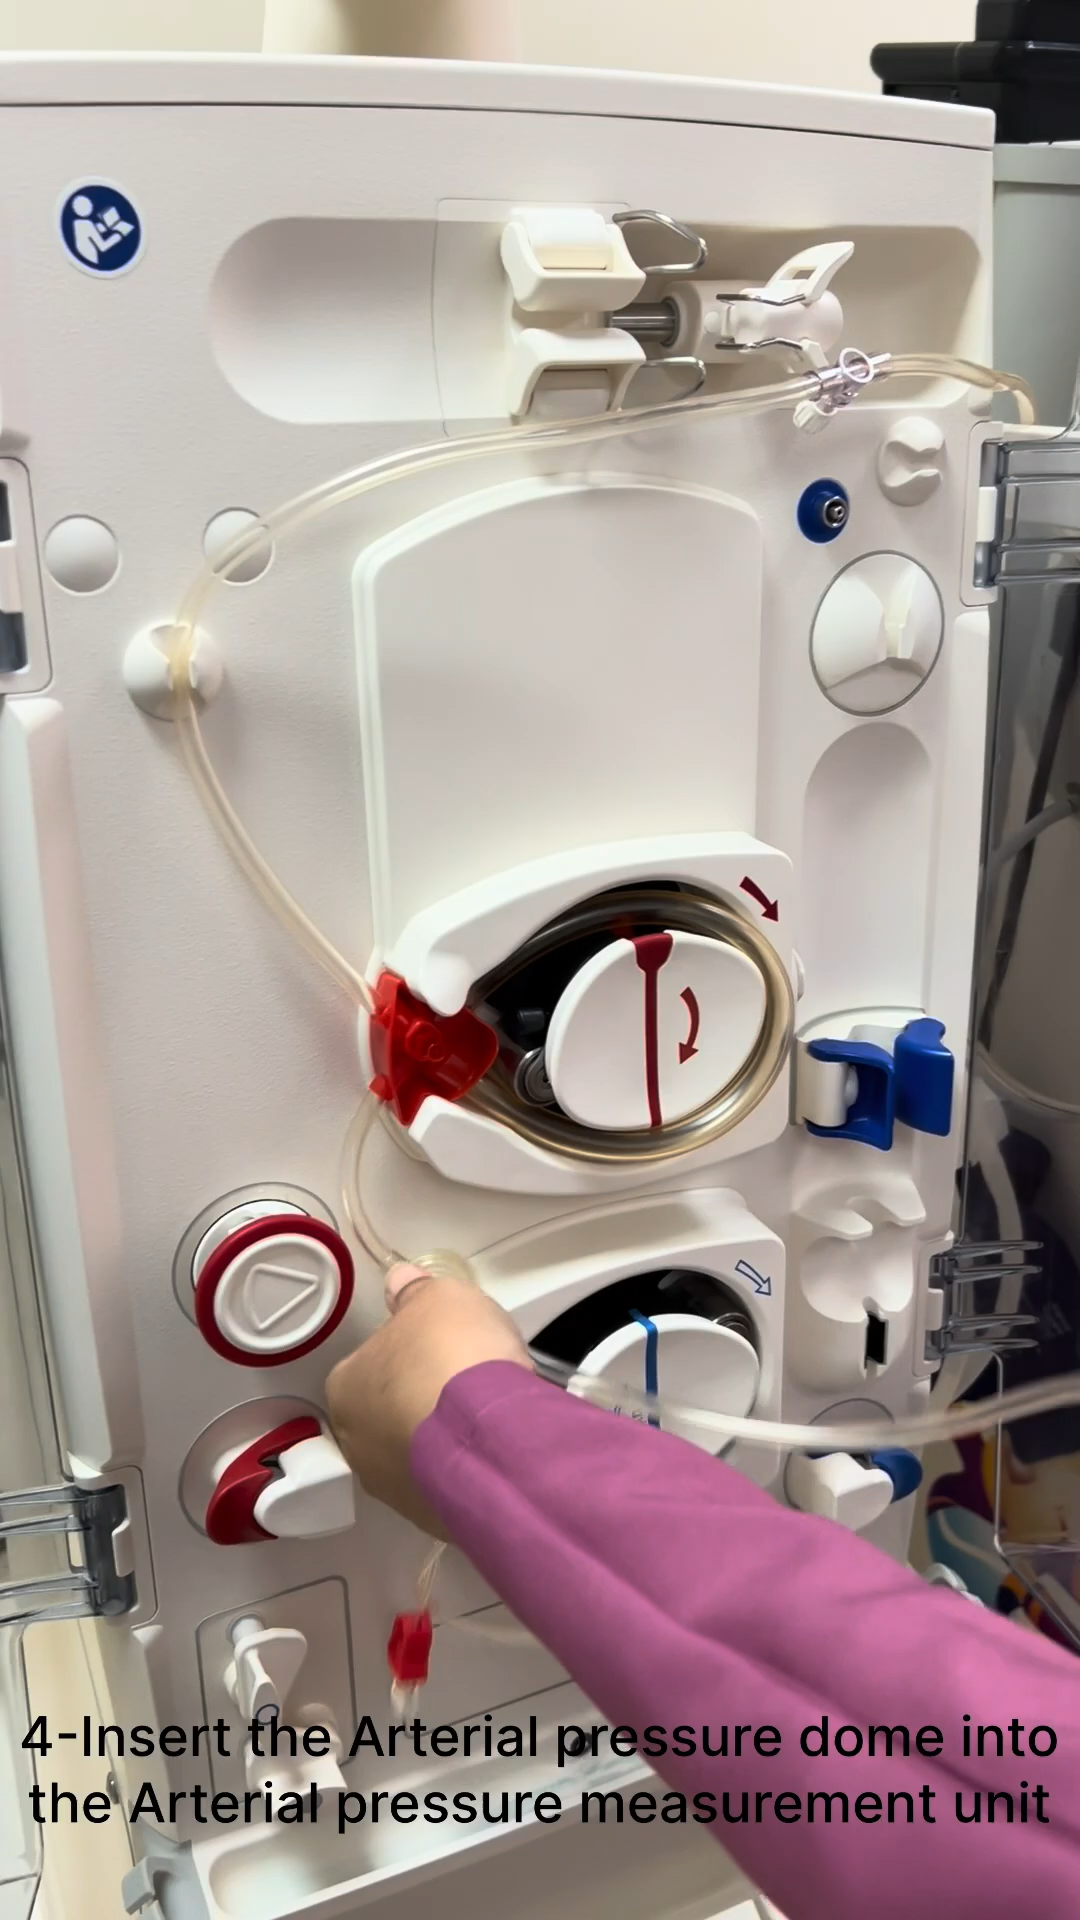 4-Insert the Arterial pressure dome into
the Arterial pressure measurement unit